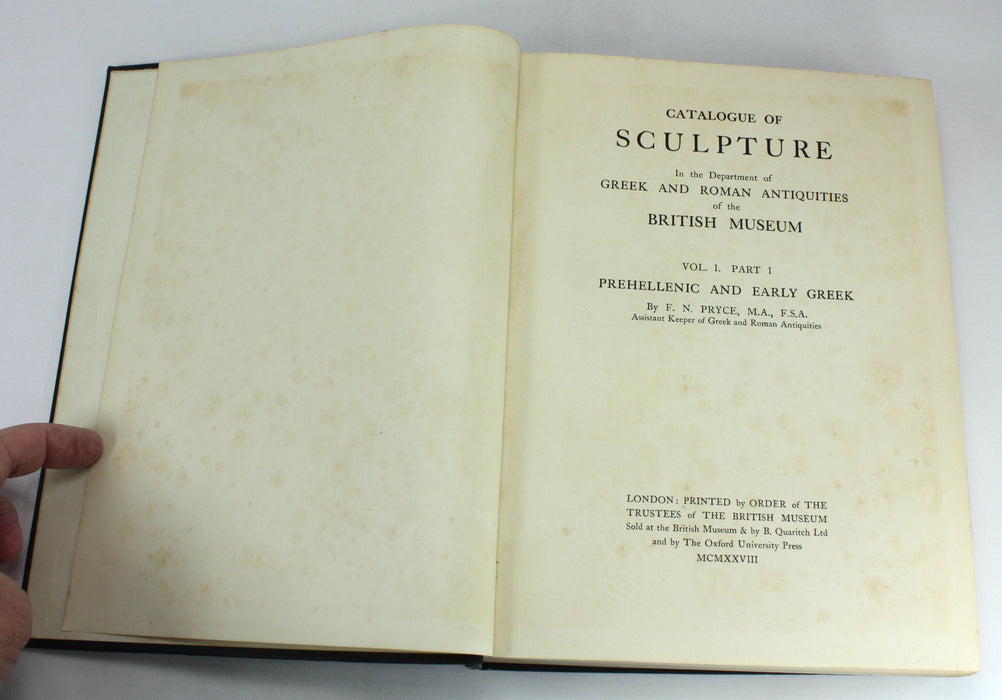 CATALOGUE OF
SCULPTURE
In the Department of
GREEK AND ROMAN ANTIQUITIES
of the
BRITISH MUSEUM
VOL. I. PART I
PREHELLENIC AND EARLY GREEK
By F. N. PRYCE, M.A., F.S.A.
Assistant Keeper of Greek and Roman Antiquities
LONDON: PRINTED by ORDER of THE
TRUSTEES of THE BRITISH MUSEUM
Sold at the British Museum & by B. Quaritch Ltd
and by The Oxford University Press
MCMXXVIII